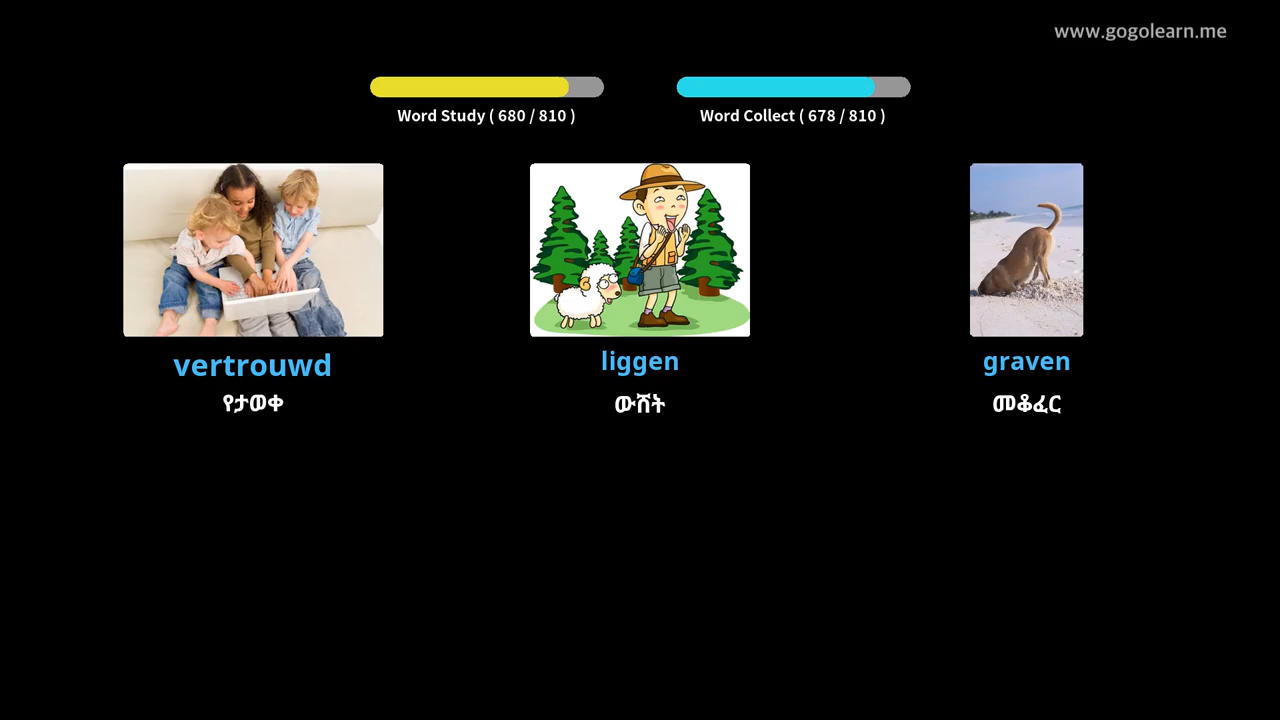 www.gogolearn.me
Word Study ( 680 / 810 )
Word Collect ( 678 / 810 )
vertrouwd
liggen
graven
የታወቀ
ውሸት
መቆፈር